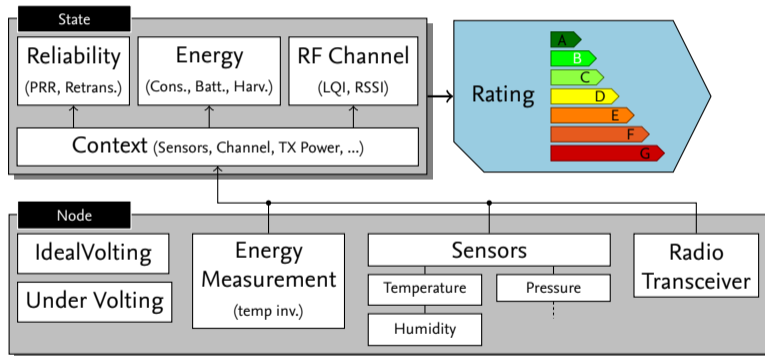 State
Reliability
(PRR, Retrans.)
Energy
(Cons., Batt., Harv.)
RF Channel
(LQI, RSSI)
Context (Sensors, Channel, TX Power, ...)
Rating
A
B
C
D
E
F
G
Node
IdealVolting
Under Volting
Energy
Measurement
(temp inv.)
Sensors
Temperature
Humidity
Pressure
Radio
Transceiver